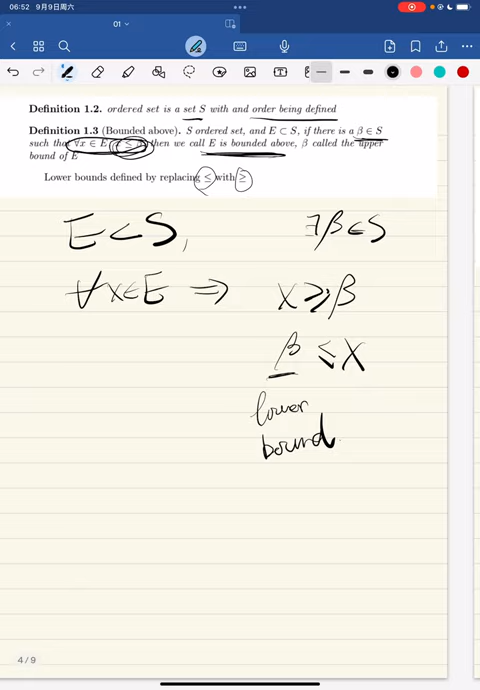 06:52 9月9日周六
01
Definition 1.2. ordered set is a set S with and order being defined
Definition 1.3 (Bounded above). S ordered set, and E ⊂ S, if there is a β ∈ S
such that ∀x ∈ E x ≤ β then we call E is bounded above, β called the upper
bound of E
Lower bounds defined by replacing ≤ with ≥
E ⊂ S, ∃β ∈ S
∀x ∈ E ⇒ x ≥ β
β ≤ x
lower
bound.
4 / 9